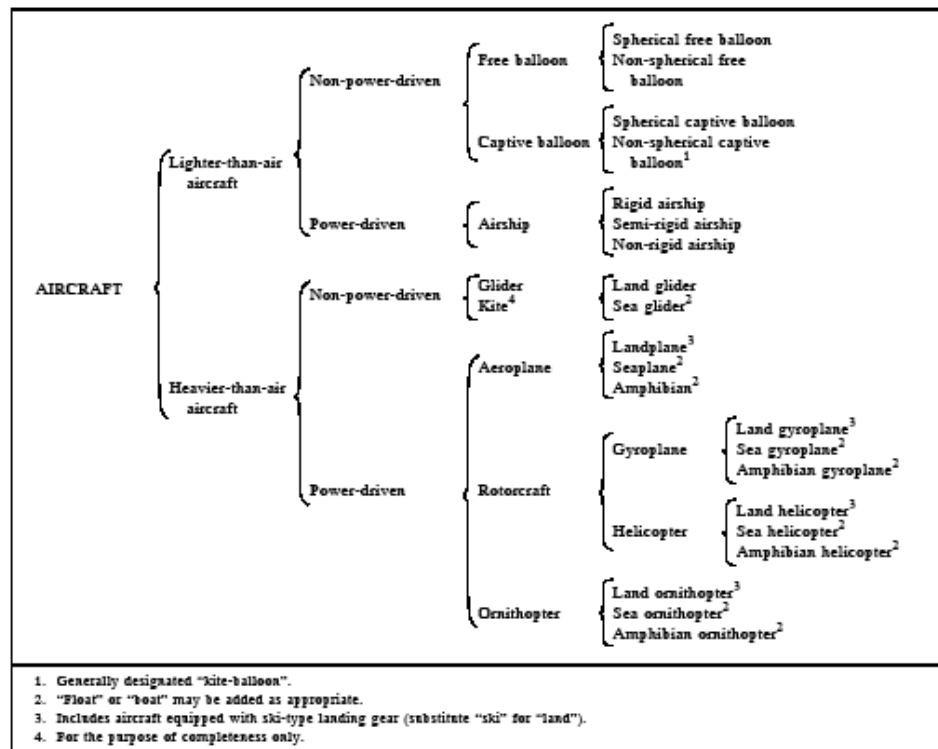 Spherical free balloon
Free balloon
Non-spherical free
balloon
Non-power-driven
Spherical captive balloon
Captive balloon
Non-spherical captive
balloon¹
Lighter-than-air
aircraft
Rigid airship
Power-driven
Airship
Semi-rigid airship
Non-rigid airship
AIRCRAFT
Non-power-driven
Glider
Kite⁴
Land glider
Sea glider²
Landplane³
Aeroplane
Seaplane²
Amphibian²
Heavier-than-air
aircraft
Land gyroplane³
Gyroplane
Sea gyroplane²
Amphibian gyroplane²
Power-driven
Rotorcraft
Land helicopter³
Helicopter
Sea helicopter²
Amphibian helicopter²
Land ornithopter³
Ornithopter
Sea ornithopter²
Amphibian ornithopter²
1. Generally designated “kite-balloon”.
2. “Float” or “boat” may be added as appropriate.
3. Includes aircraft equipped with ski-type landing gear (substitute “ski” for “land”).
4. For the purpose of completeness only.